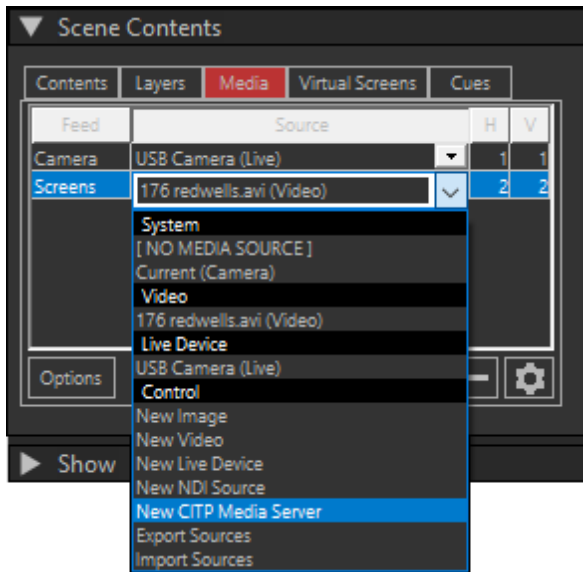 Scene Contents
Contents Layers Media Virtual Screens Cues
Feed Source H V
Camera USB Camera (Live) 1 1
Screens 176 redwells.avi (Video) 2 2
System
[ NO MEDIA SOURCE ]
Current (Camera)
Video
176 redwells.avi (Video)
Live Device
USB Camera (Live)
Options
Control
New Image
New Video
New Live Device
Show
New NDI Source
New CITP Media Server
Export Sources
Import Sources